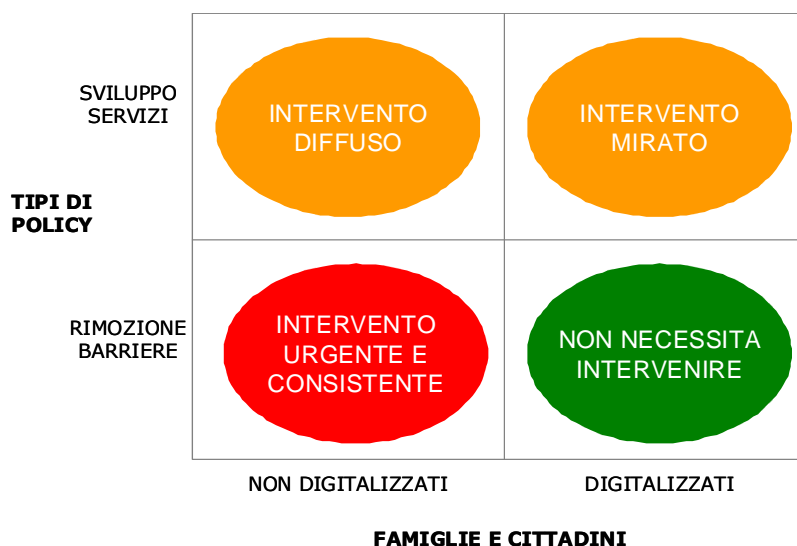 SVILUPPO
SERVIZI
INTERVENTO
DIFFUSO
INTERVENTO
MIRATO
TIPI DI
POLICY
RIMOZIONE
BARRIERE
INTERVENTO
URGENTE E
CONSISTENTE
NON NECESSITA
INTERVENIRE
NON DIGITALIZZATI
DIGITALIZZATI
FAMIGLIE E CITTADINI